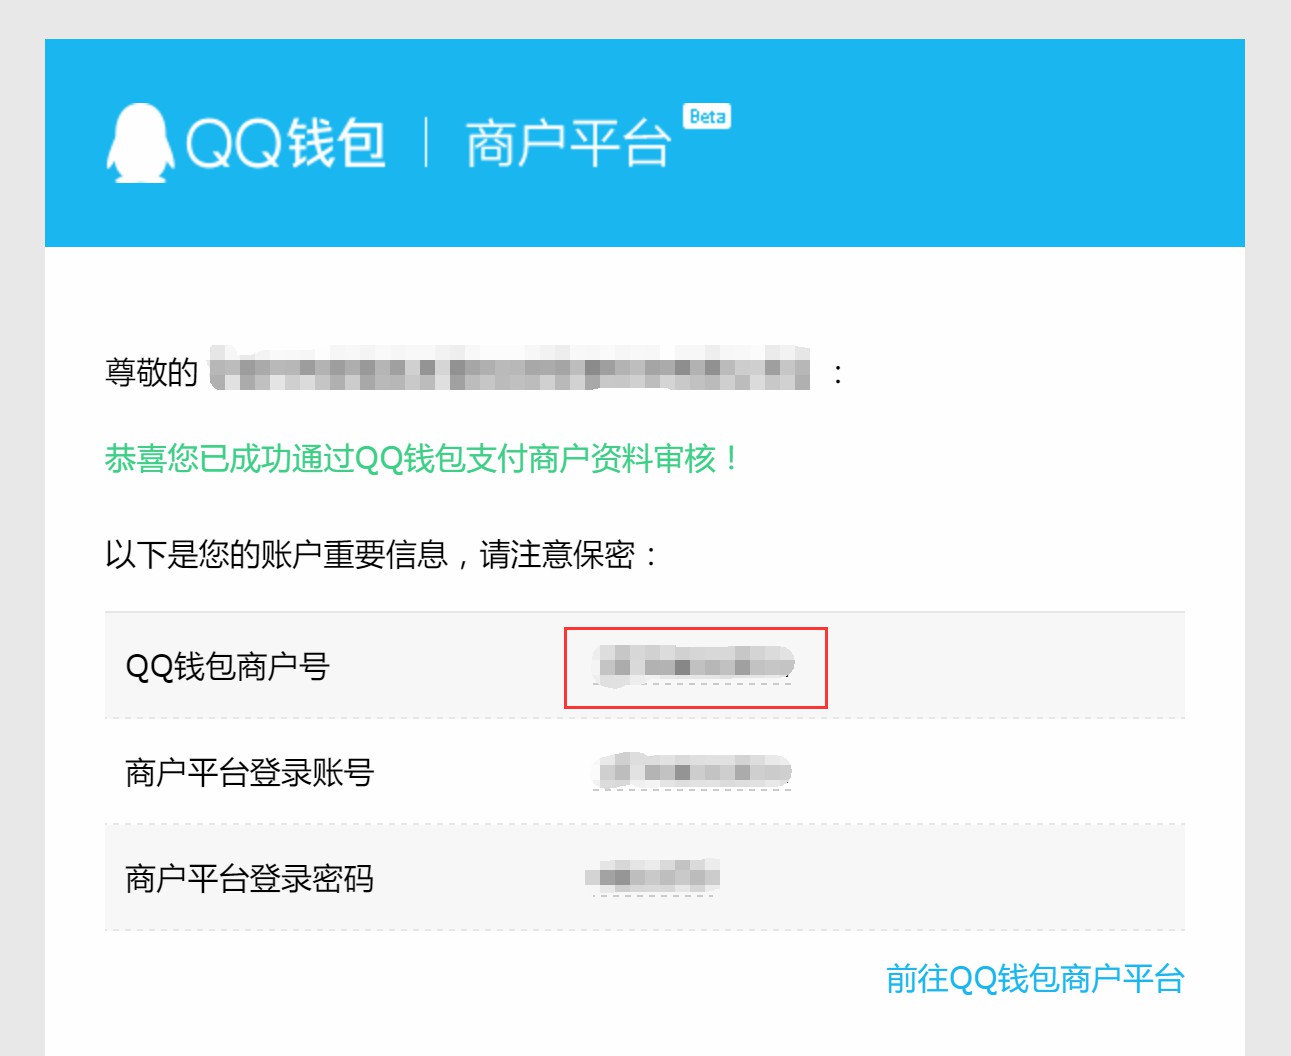 QQ钱包 | 商户平台 Beta
尊敬的 :
恭喜您已成功通过QQ钱包支付商户资料审核!
以下是您的账户重要信息,请注意保密:
QQ钱包商户号
商户平台登录账号
商户平台登录密码
前往QQ钱包商户平台